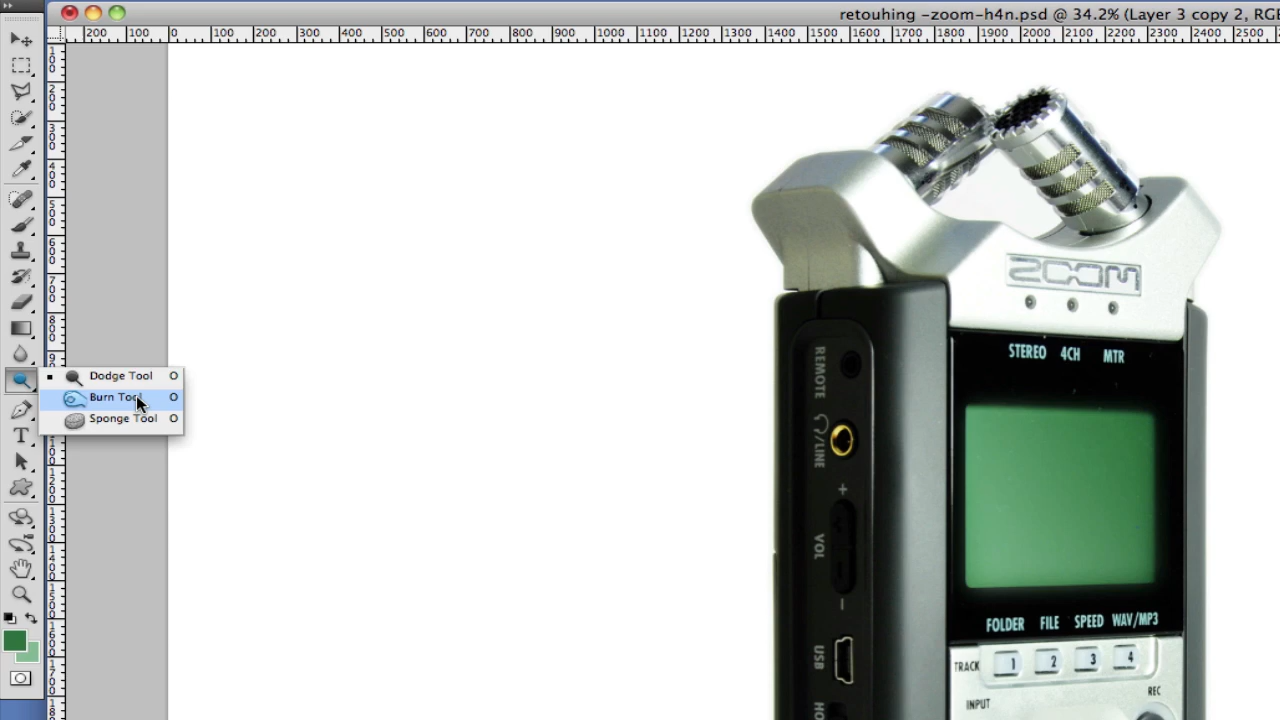 retouhing -zoom-h4n.psd @ 34.2% (Layer 3 copy 2, RGB
200 100 0 100 200 300 400 500 600 700 800 900 1000 1100 1200 1300 1400 1500 1600 1700 1800 1900 2000 2100 2200 2300 2400 2500
Dodge Tool O
Burn Tool O
Sponge Tool O
T
ZOOM
STEREO 4CH MTR
REMOTE
/LINE
+
VOL
−
USB
FOLDER FILE SPEED WAV/MP3
TRACK 1 2 3 4
REC
INPUT